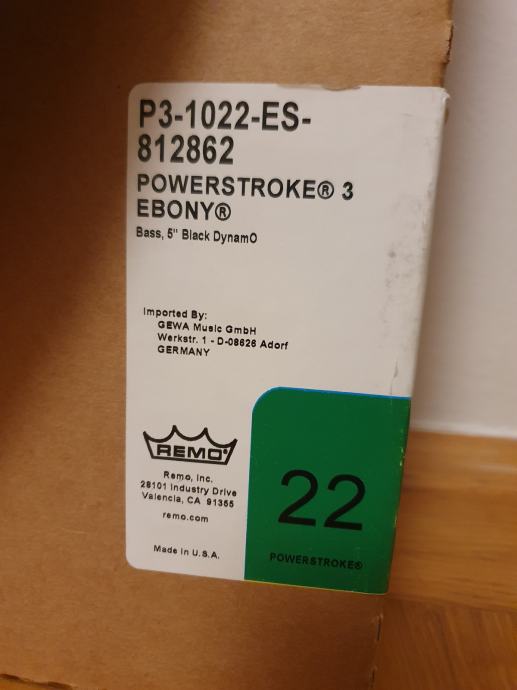 P3-1022-ES-
812862
POWERSTROKE® 3
EBONY®
Bass, 5" Black DynamO
Imported By:
GEWA Music GmbH
Werkstr. 1 - D-08626 Adorf
GERMANY
REMO
Remo, Inc.
28101 Industry Drive
Valencia, CA 91355
remo.com
Made in U.S.A.
22
POWERSTROKE®